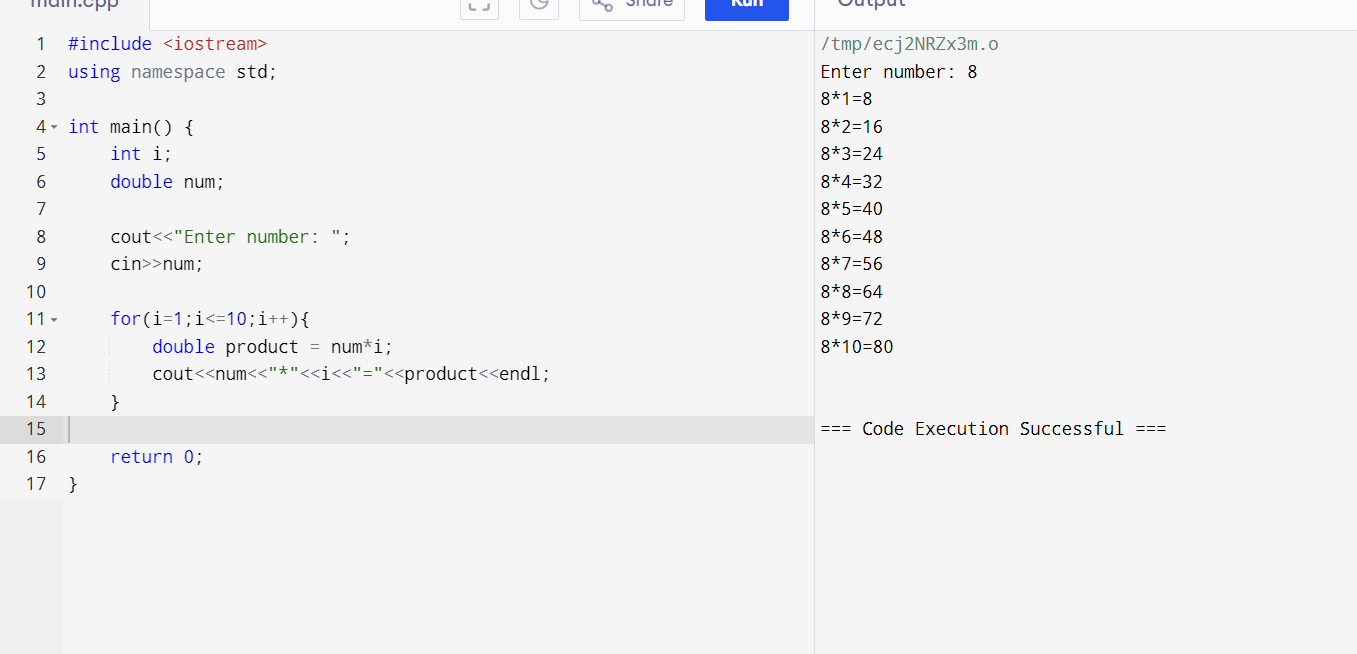 main.cpp
Share
Run
Output
1 #include <iostream>
2 using namespace std;
3
4 int main() {
5     int i;
6     double num;
7
8     cout<<"Enter number: ";
9     cin>>num;
10
11     for(i=1;i<=10;i++){
12         double product = num*i;
13         cout<<num<<"*"<<i<<"="<<product<<endl;
14     }
15
16     return 0;
17 }
/tmp/ecj2NRZx3m.o
Enter number: 8
8*1=8
8*2=16
8*3=24
8*4=32
8*5=40
8*6=48
8*7=56
8*8=64
8*9=72
8*10=80
=== Code Execution Successful ===